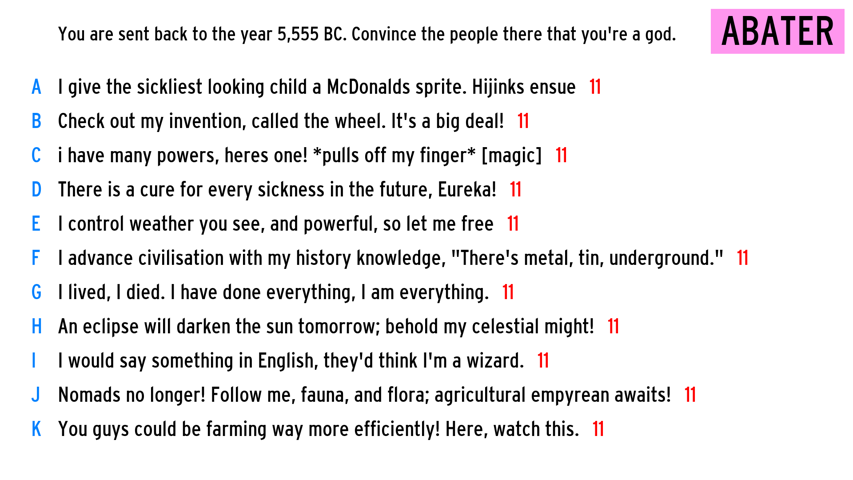 You are sent back to the year 5,555 BC. Convince the people there that you're a god.
ABATER
A I give the sickliest looking child a McDonalds sprite. Hijinks ensue 11
B Check out my invention, called the wheel. It's a big deal! 11
C i have many powers, heres one! *pulls off my finger* [magic] 11
D There is a cure for every sickness in the future, Eureka! 11
E I control weather you see, and powerful, so let me free 11
F I advance civilisation with my history knowledge, "There's metal, tin, underground." 11
G I lived, I died. I have done everything, I am everything. 11
H An eclipse will darken the sun tomorrow; behold my celestial might! 11
I I would say something in English, they'd think I'm a wizard. 11
J Nomads no longer! Follow me, fauna, and flora; agricultural empyrean awaits! 11
K You guys could be farming way more efficiently! Here, watch this. 11